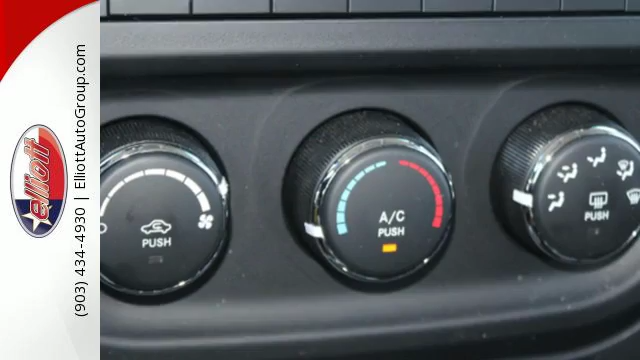 elliott
(903) 434-4930 | ElliottAutoGroup.com
PUSH
A/C
PUSH
PUSH